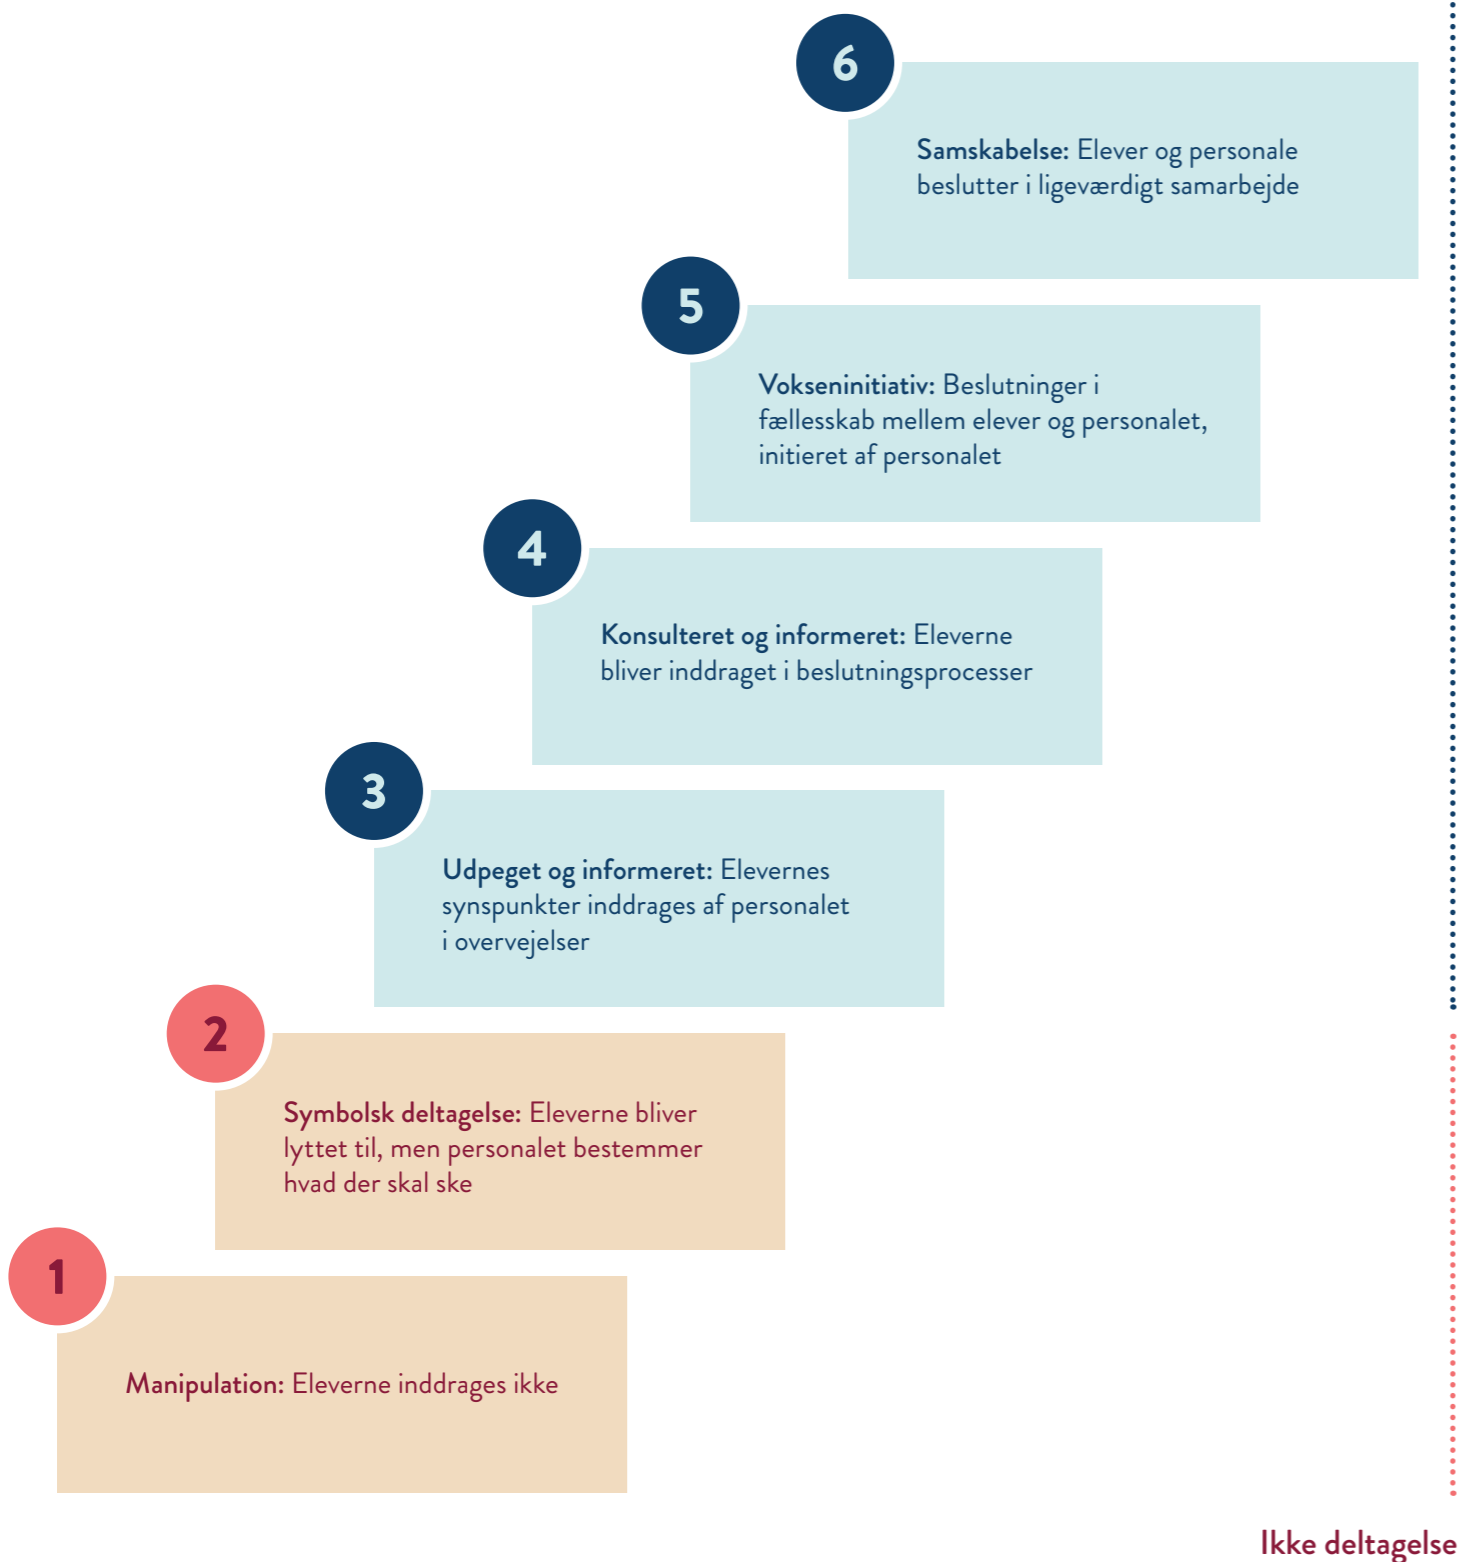 6
Samskabelse: Elever og personale
beslutter i ligeværdigt samarbejde
5
Vokseninitiativ: Beslutninger i
fællesskab mellem elever og personalet,
initieret af personalet
4
Konsulteret og informeret: Eleverne
bliver inddraget i beslutningsprocesser
3
Udpeget og informeret: Elevernes
synspunkter inddrages af personalet
i overvejelser
2
Symbolsk deltagelse: Eleverne bliver
lyttet til, men personalet bestemmer
hvad der skal ske
1
Manipulation: Eleverne inddrages ikke
Ikke deltagelse